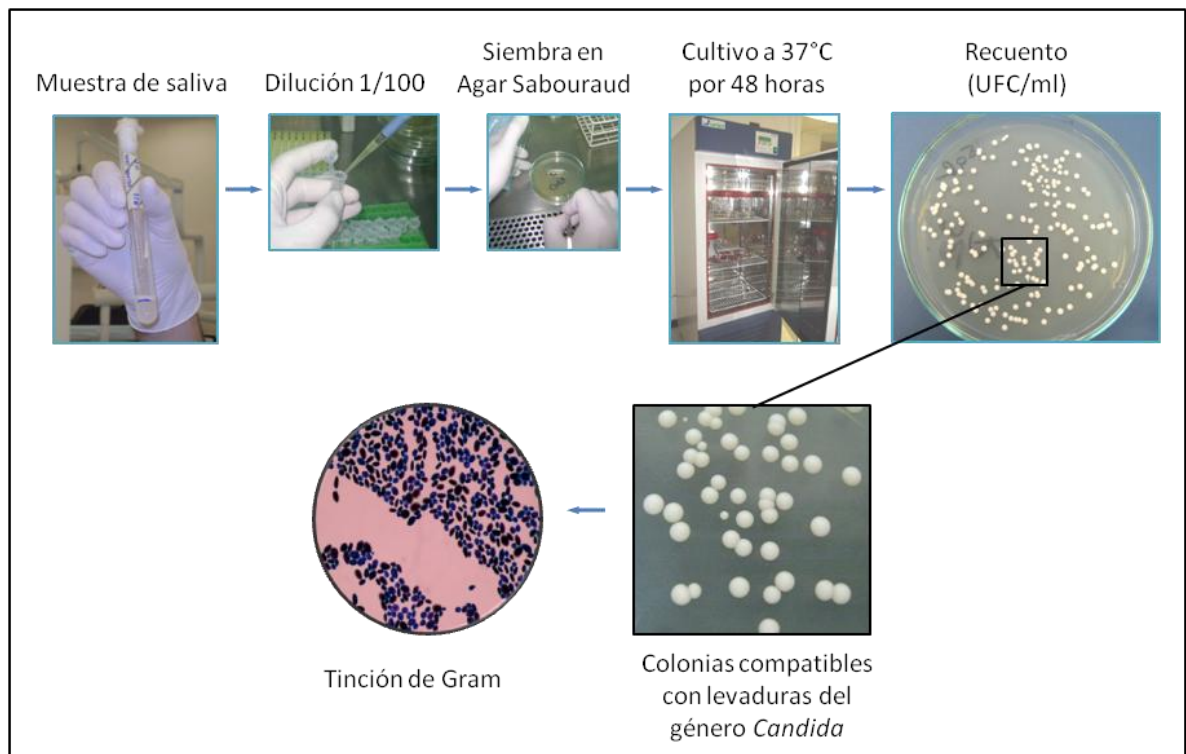 Muestra de saliva
Dilución 1/100
Siembra en
Agar Sabouraud
Cultivo a 37°C
por 48 horas
Recuento
(UFC/ml)
Tinción de Gram
Colonias compatibles
con levaduras del
género Candida